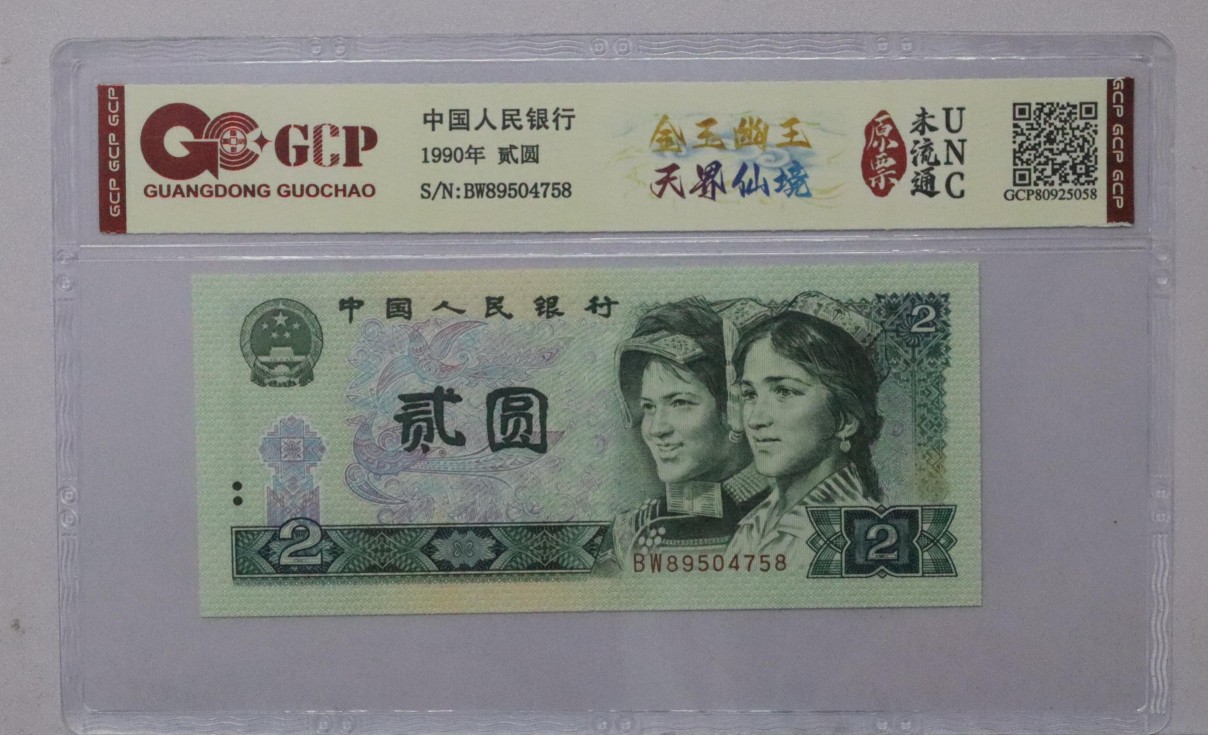 GCP GCP GCP
GCP
GUANGDONG GUOCHAO
中国人民银行
1990年 贰圆
S/N:BW89504758
金玉幽王
天界仙境
原票
未流通
UNC
GCP80925058
GCP GCP GCP
中国人民银行
贰圆
2
2
BW89504758
2